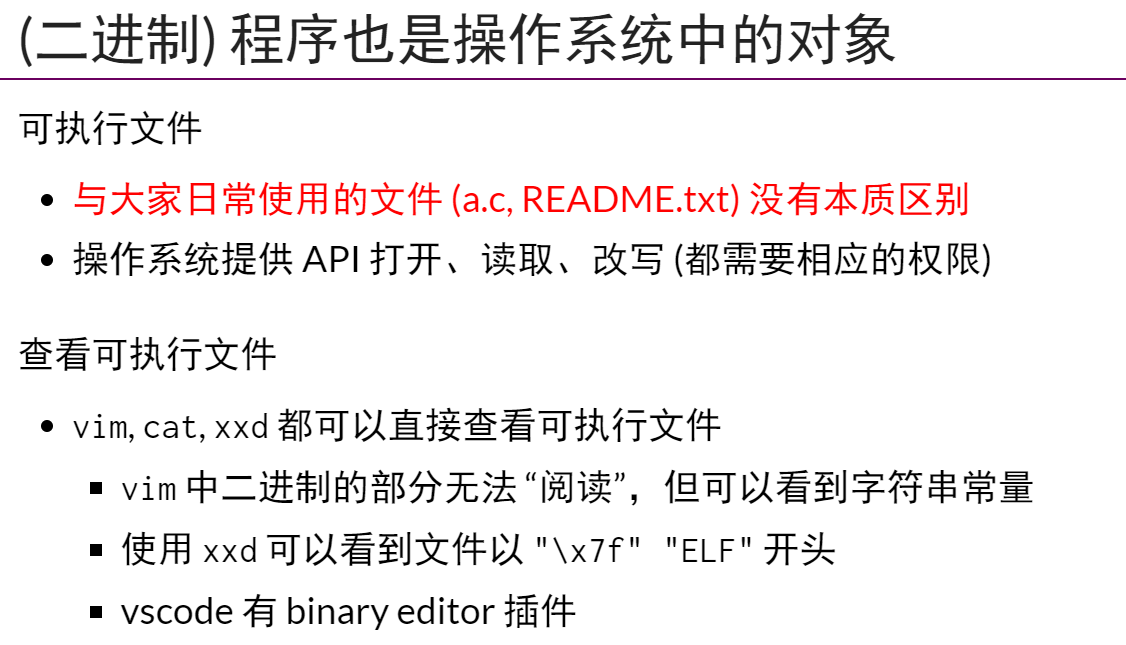 (二进制) 程序也是操作系统中的对象
可执行文件
与大家日常使用的文件 (a.c, README.txt) 没有本质区别
操作系统提供 API 打开、读取、改写 (都需要相应的权限)
查看可执行文件
vim, cat, xxd 都可以直接查看可执行文件
vim 中二进制的部分无法 “阅读”，但可以看到字符串常量
使用 xxd 可以看到文件以 "\x7f" "ELF" 开头
vscode 有 binary editor 插件